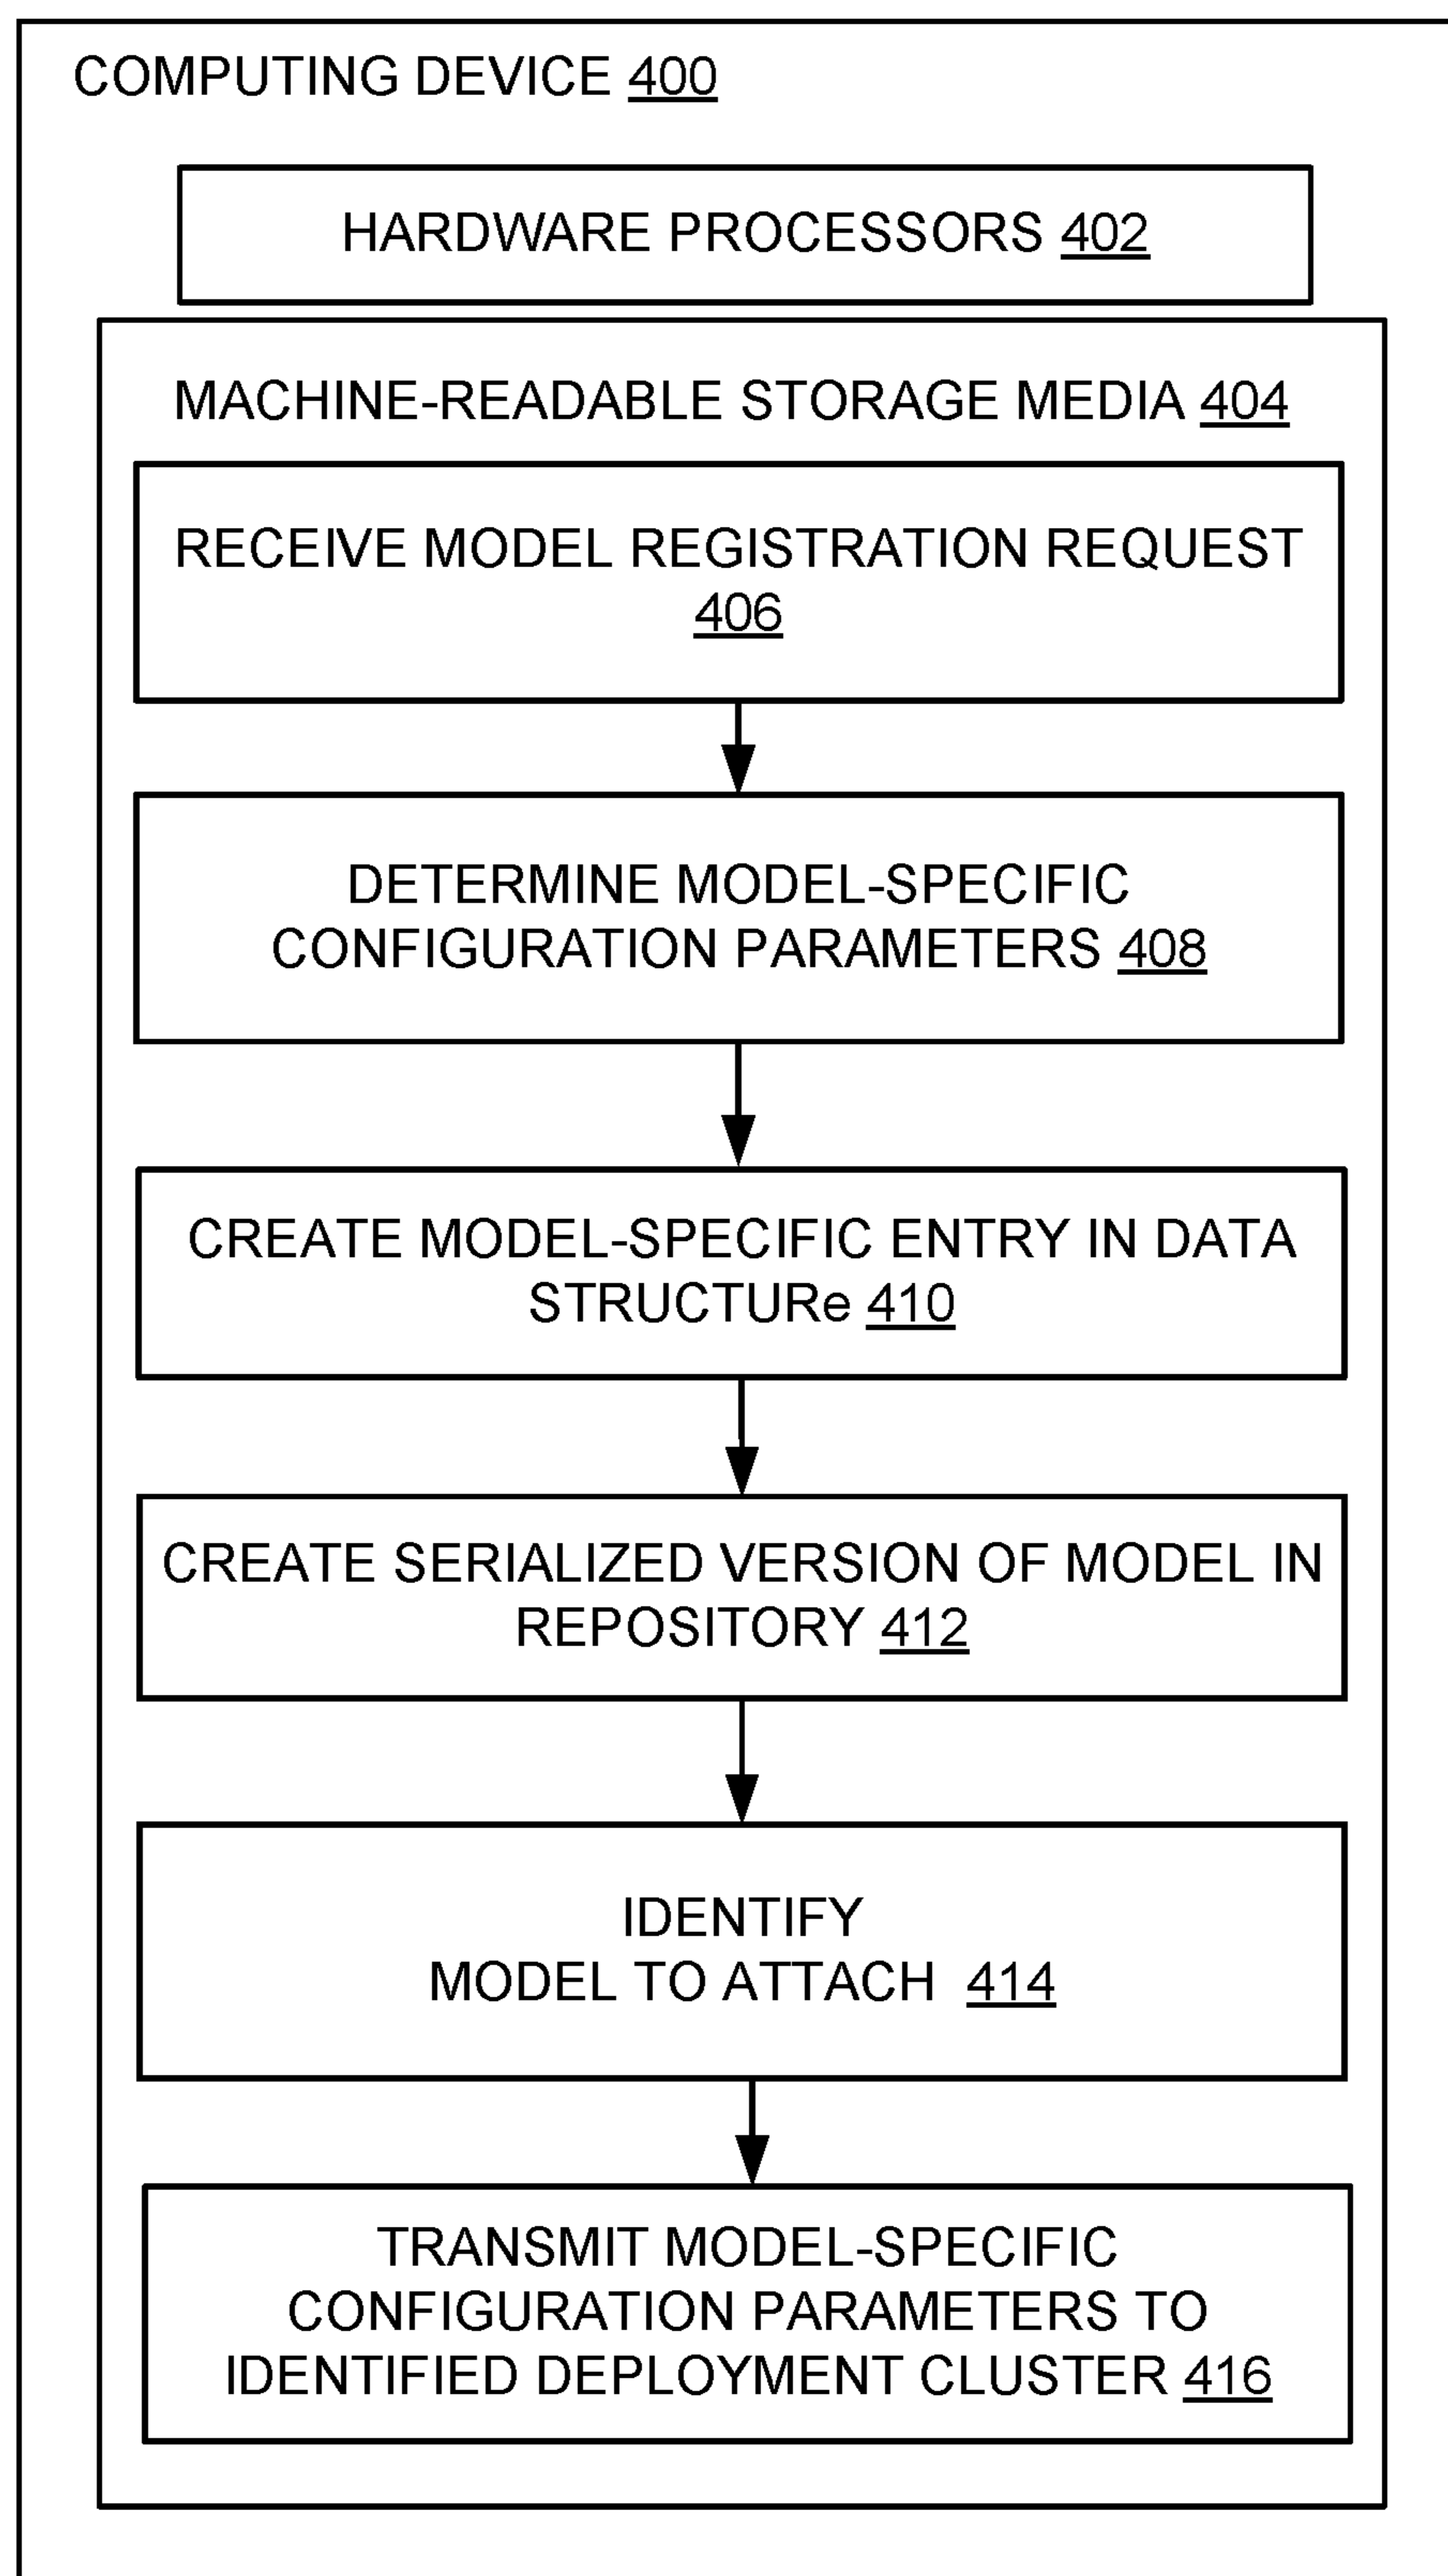 COMPUTING DEVICE 400
HARDWARE PROCESSORS 402
MACHINE-READABLE STORAGE MEDIA 404
RECEIVE MODEL REGISTRATION REQUEST
406
DETERMINE MODEL-SPECIFIC
CONFIGURATION PARAMETERS 408
CREATE MODEL-SPECIFIC ENTRY IN DATA
STRUCTURe 410
CREATE SERIALIZED VERSION OF MODEL IN
REPOSITORY 412
IDENTIFY
MODEL TO ATTACH 414
TRANSMIT MODEL-SPECIFIC
CONFIGURATION PARAMETERS TO
IDENTIFIED DEPLOYMENT CLUSTER 416